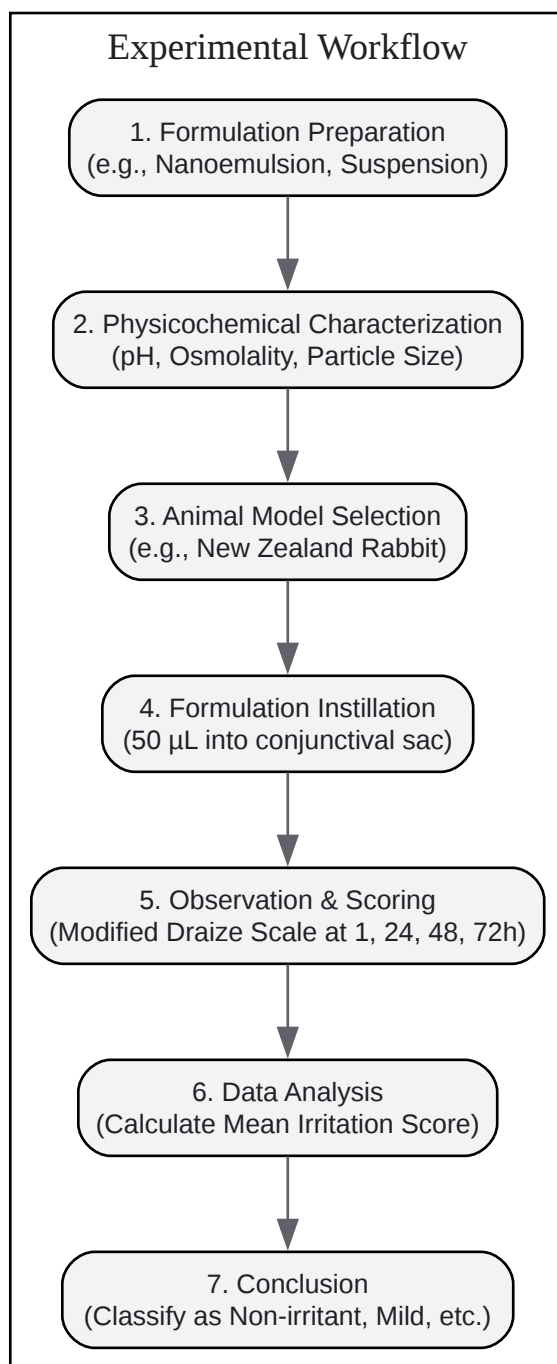 Experimental Workflow
1. Formulation Preparation
(e.g., Nanoemulsion, Suspension)
2. Physicochemical Characterization
(pH, Osmolality, Particle Size)
3. Animal Model Selection
(e.g., New Zealand Rabbit)
4. Formulation Instillation
(50 µL into conjunctival sac)
5. Observation & Scoring
(Modified Draize Scale at 1, 24, 48, 72h)
6. Data Analysis
(Calculate Mean Irritation Score)
7. Conclusion
(Classify as Non-irritant, Mild, etc.)